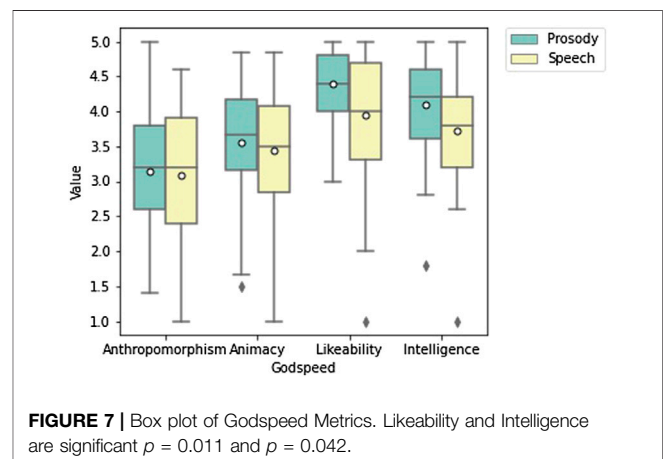 Prosody
Speech
5.0
4.5
4.0
3.5
3.0
2.5
2.0
1.5
1.0
Value
Anthropomorphism Animacy Likeability Intelligence
Godspeed
FIGURE 7 | Box plot of Godspeed Metrics. Likeability and Intelligence
are significant p = 0.011 and p = 0.042.